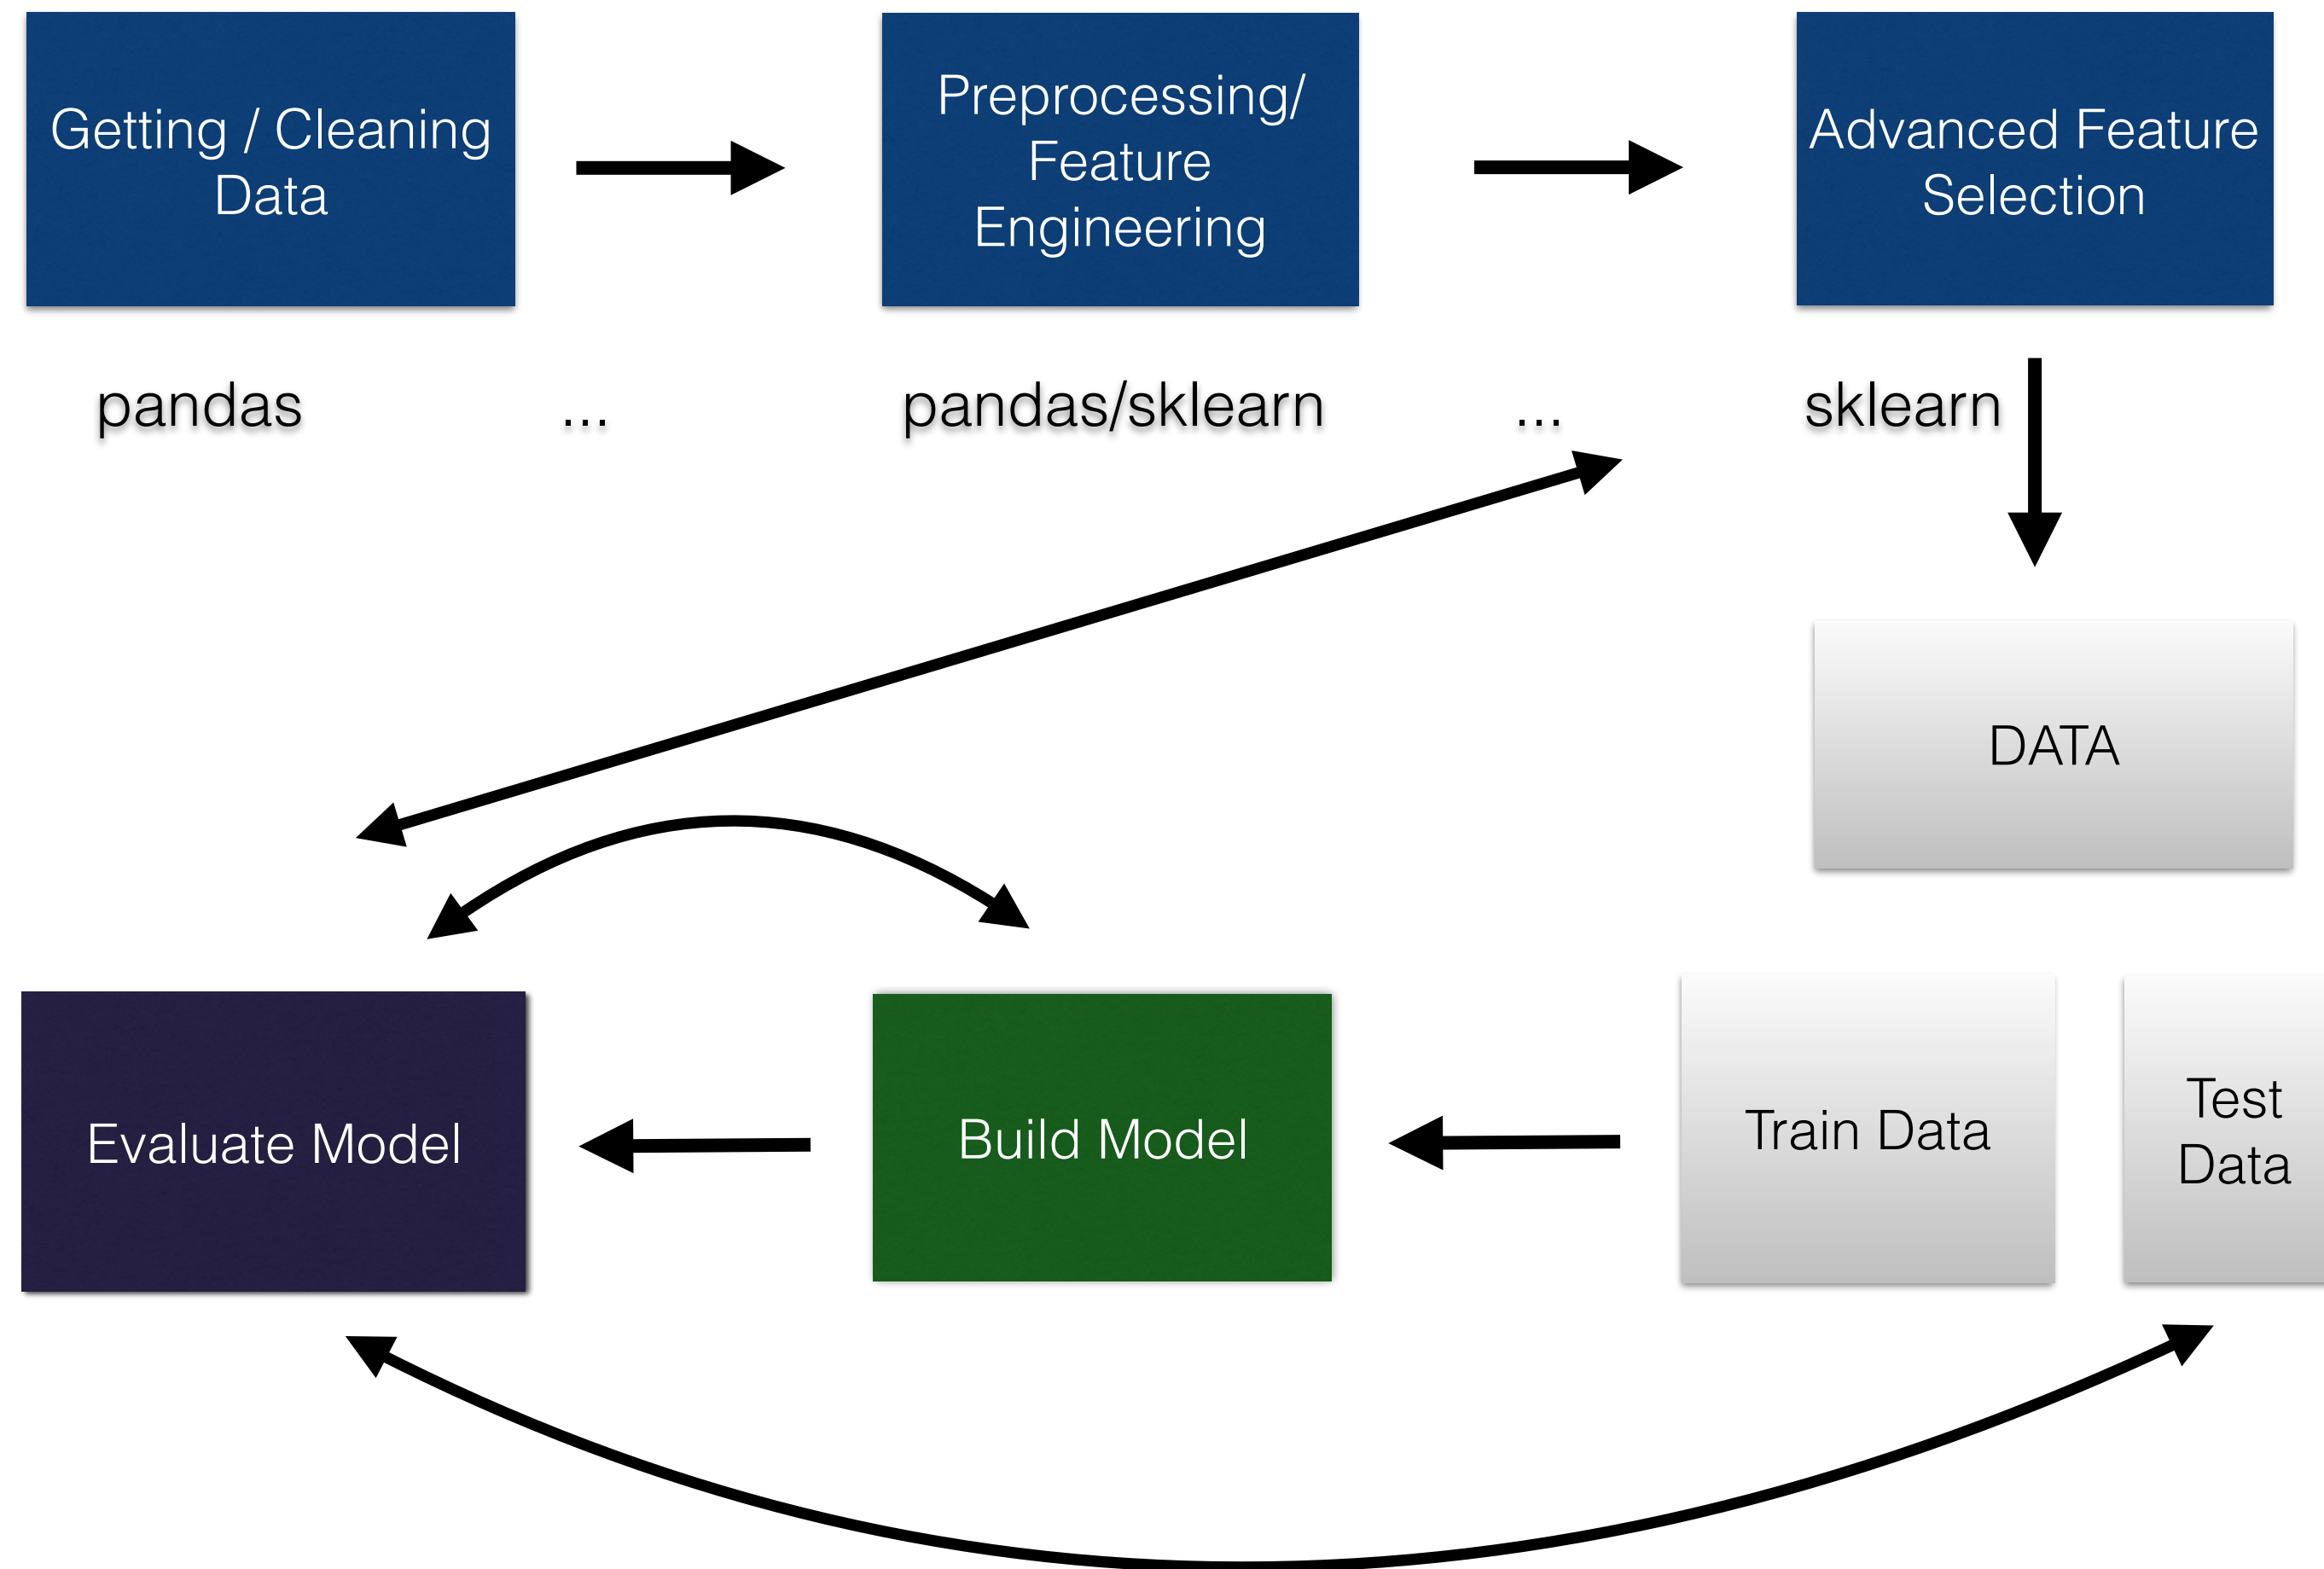 Getting / Cleaning
Data
Preprocessing/
Feature
Engineering
Advanced Feature
Selection
pandas
...
pandas/sklearn
...
sklearn
DATA
Evaluate Model
Build Model
Train Data
Test
Data